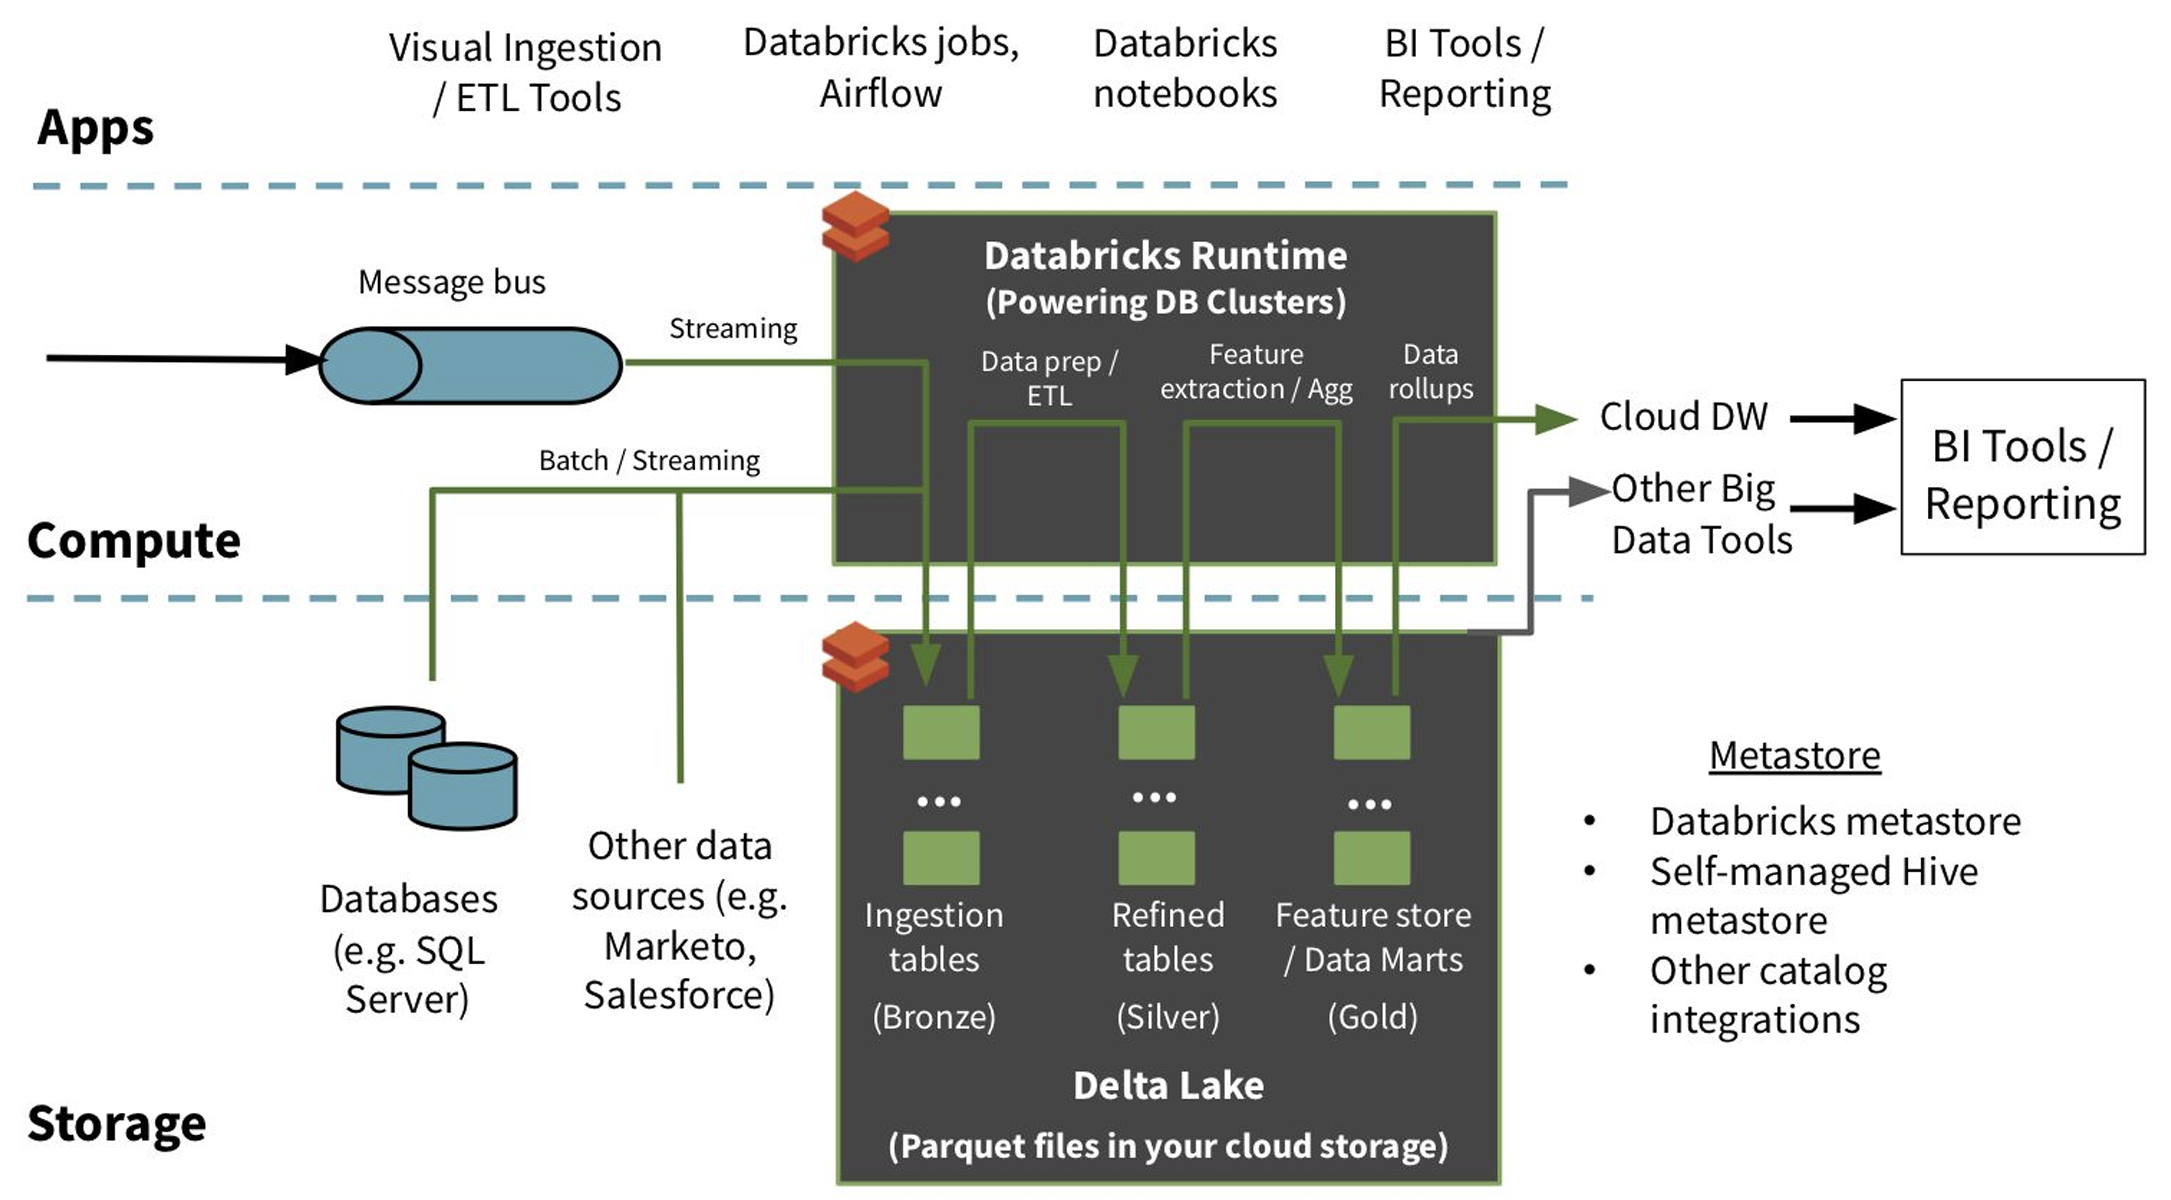 Visual Ingestion
/ ETL Tools
Databricks jobs,
Airflow
Databricks
notebooks
BI Tools /
Reporting
Apps
Databricks Runtime
(Powering DB Clusters)
Message bus
Streaming
Data prep /
ETL
Feature
extraction / Agg
Data
rollups
Batch / Streaming
Cloud DW
Other Big
Data Tools
BI Tools /
Reporting
Compute
Databases
(e.g. SQL
Server)
Other data
sources (e.g.
Marketo,
Salesforce)
•••
•••
•••
Ingestion
tables
(Bronze)
Refined
tables
(Silver)
Feature store
/ Data Marts
(Gold)
Delta Lake
(Parquet files in your cloud storage)
Metastore
• Databricks metastore
• Self-managed Hive
metastore
• Other catalog
integrations
Storage